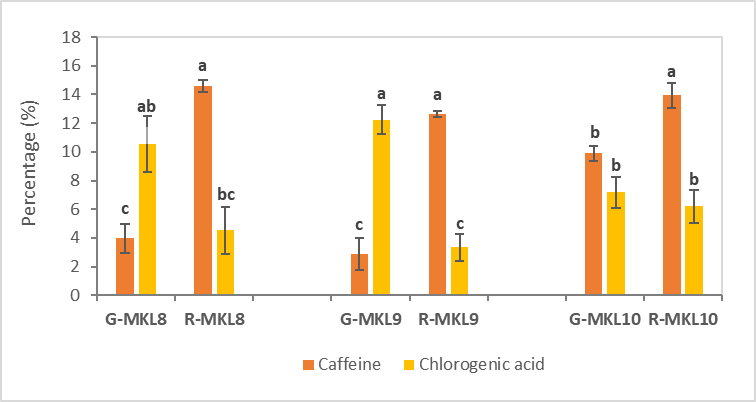 Percentage (%)
18
16
14
12
10
8
6
4
2
0
c
ab
a
bc
c
a
a
c
b
b
a
b
G-MKL8 R-MKL8 G-MKL9 R-MKL9 G-MKL10 R-MKL10
Caffeine Chlorogenic acid